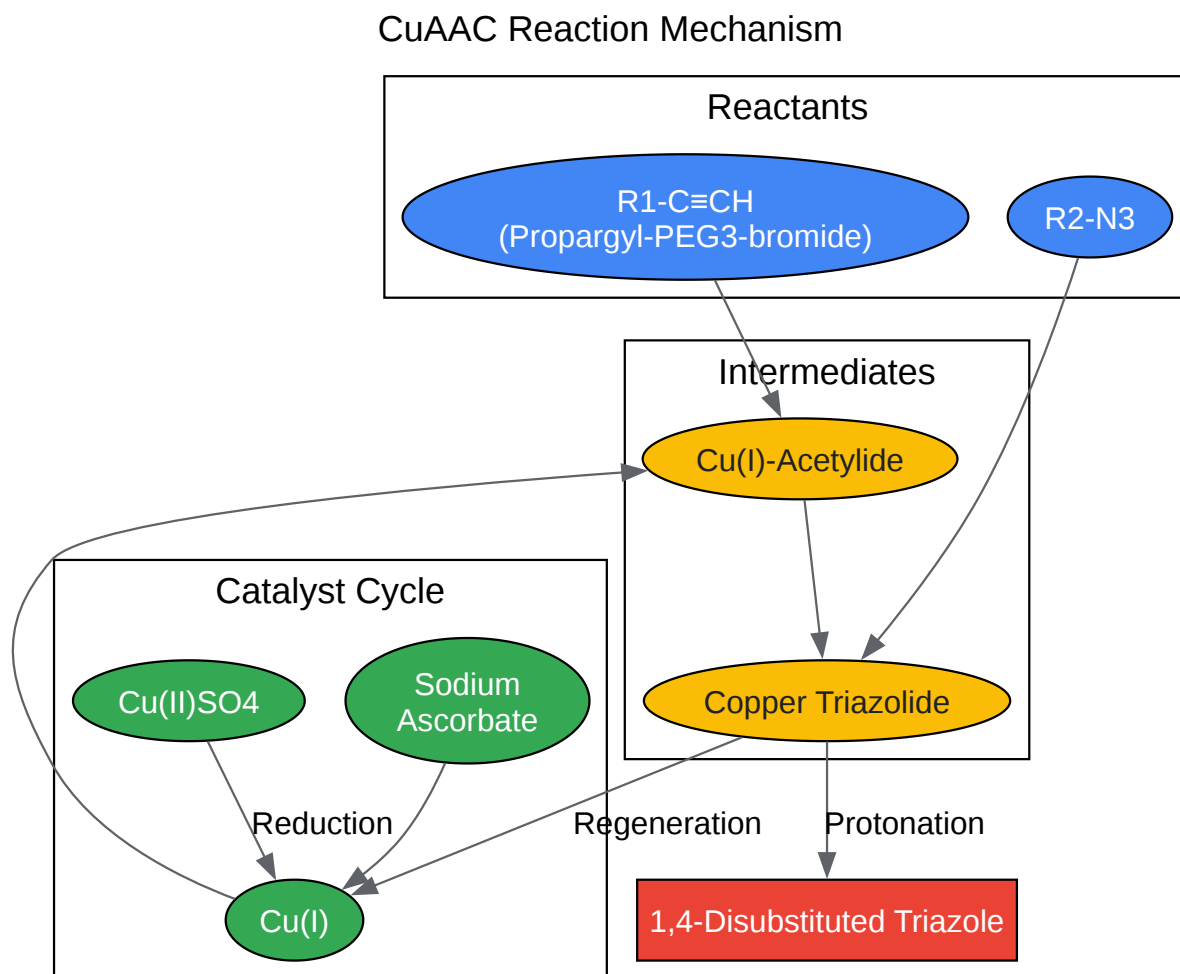 CuAAC Reaction Mechanism
Reactants
R1-C≡CH
(Propargyl-PEG3-bromide)
R2-N3
Intermediates
Cu(I)-Acetylide
Catalyst Cycle
Cu(II)SO4
Sodium
Ascorbate
Copper Triazolide
Reduction
Regeneration
Protonation
Cu(I)
1,4-Disubstituted Triazole